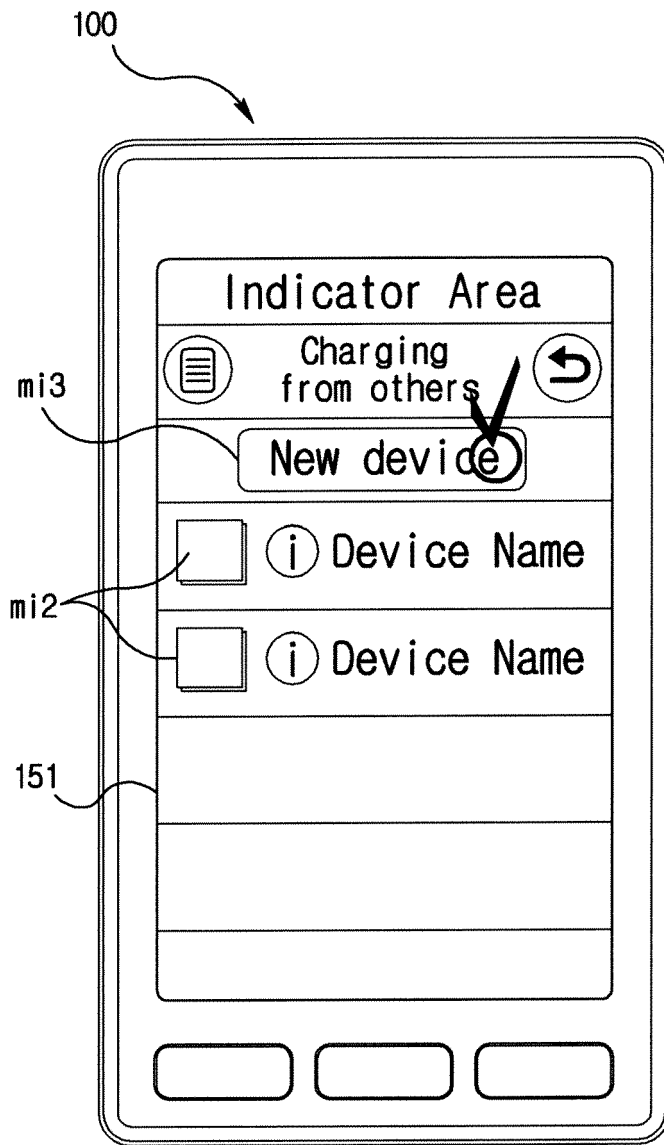 100
Indicator Area
Charging
from others
mi3
New device
i Device Name
mi2
i Device Name
151